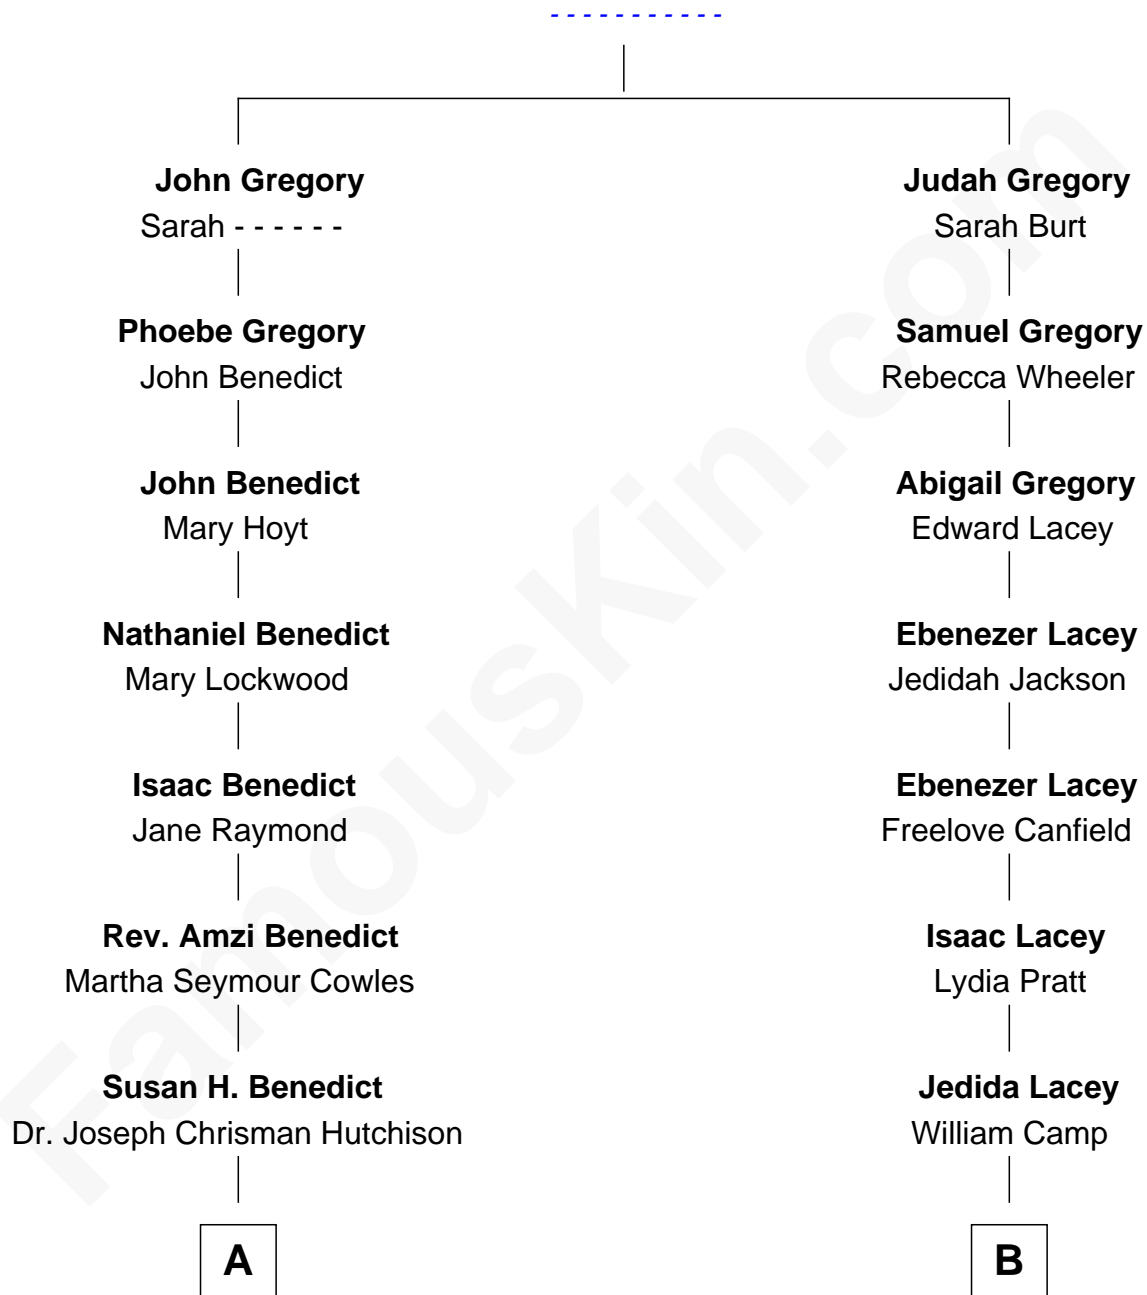 - - - - - - - - - - -
John Gregory
Sarah - - - - - -
Phoebe Gregory
John Benedict
John Benedict
Mary Hoyt
Nathaniel Benedict
Mary Lockwood
Isaac Benedict
Jane Raymond
Rev. Amzi Benedict
Martha Seymour Cowles
Susan H. Benedict
Dr. Joseph Chrisman Hutchison
A
Judah Gregory
Sarah Burt
Samuel Gregory
Rebecca Wheeler
Abigail Gregory
Edward Lacey
Ebenezer Lacey
Jedidah Jackson
Ebenezer Lacey
Freelove Canfield
Isaac Lacey
Lydia Pratt
Jedida Lacey
William Camp
B
FamousKin.com